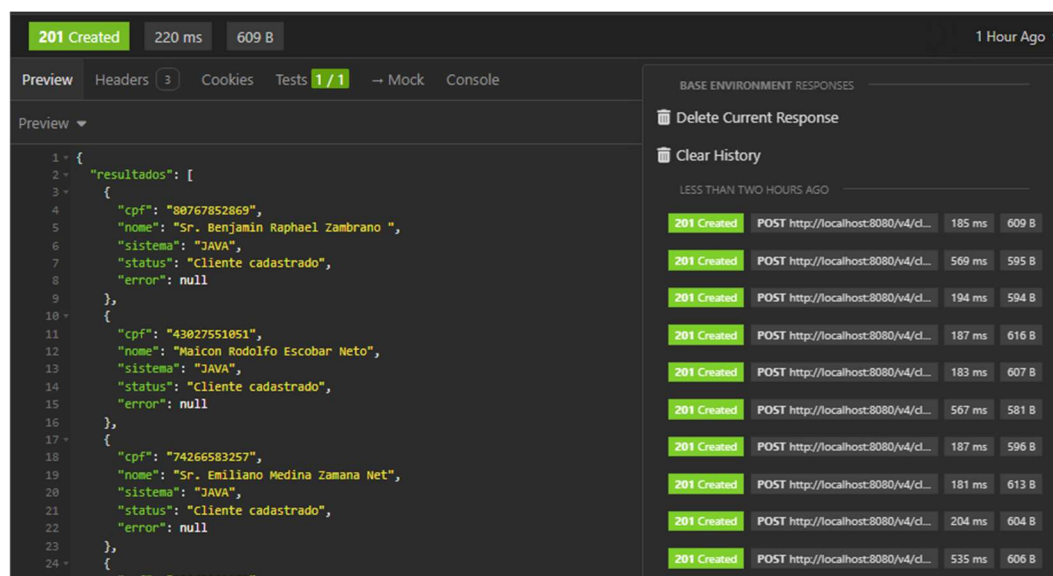 201 Created 220 ms 609 B 1 Hour Ago
Preview Headers 3 Cookies Tests 1 / 1 → Mock Console
Preview
1 {
2 "resultados": [
3 {
4 "cpf": "80767852869",
5 "nome": "Sr. Benjamin Raphael Zambrano ",
6 "sistema": "JAVA",
7 "status": "Cliente cadastrado",
8 "error": null
9 },
10 {
11 "cpf": "43027551051",
12 "nome": "Maicon Rodolfo Escobar Neto",
13 "sistema": "JAVA",
14 "status": "Cliente cadastrado",
15 "error": null
16 },
17 {
18 "cpf": "74266583257",
19 "nome": "Sr. Emiliano Medina Zamana Net",
20 "sistema": "JAVA",
21 "status": "Cliente cadastrado",
22 "error": null
23 },
24 {
BASE ENVIRONMENT RESPONSES
Delete Current Response
Clear History
LESS THAN TWO HOURS AGO
201 Created POST http://localhost:8080/v4/cl... 185 ms 609 B
201 Created POST http://localhost:8080/v4/cl... 569 ms 595 B
201 Created POST http://localhost:8080/v4/cl... 194 ms 594 B
201 Created POST http://localhost:8080/v4/cl... 187 ms 616 B
201 Created POST http://localhost:8080/v4/cl... 183 ms 607 B
201 Created POST http://localhost:8080/v4/cl... 567 ms 581 B
201 Created POST http://localhost:8080/v4/cl... 187 ms 596 B
201 Created POST http://localhost:8080/v4/cl... 181 ms 613 B
201 Created POST http://localhost:8080/v4/cl... 204 ms 604 B
201 Created POST http://localhost:8080/v4/cl... 535 ms 606 B